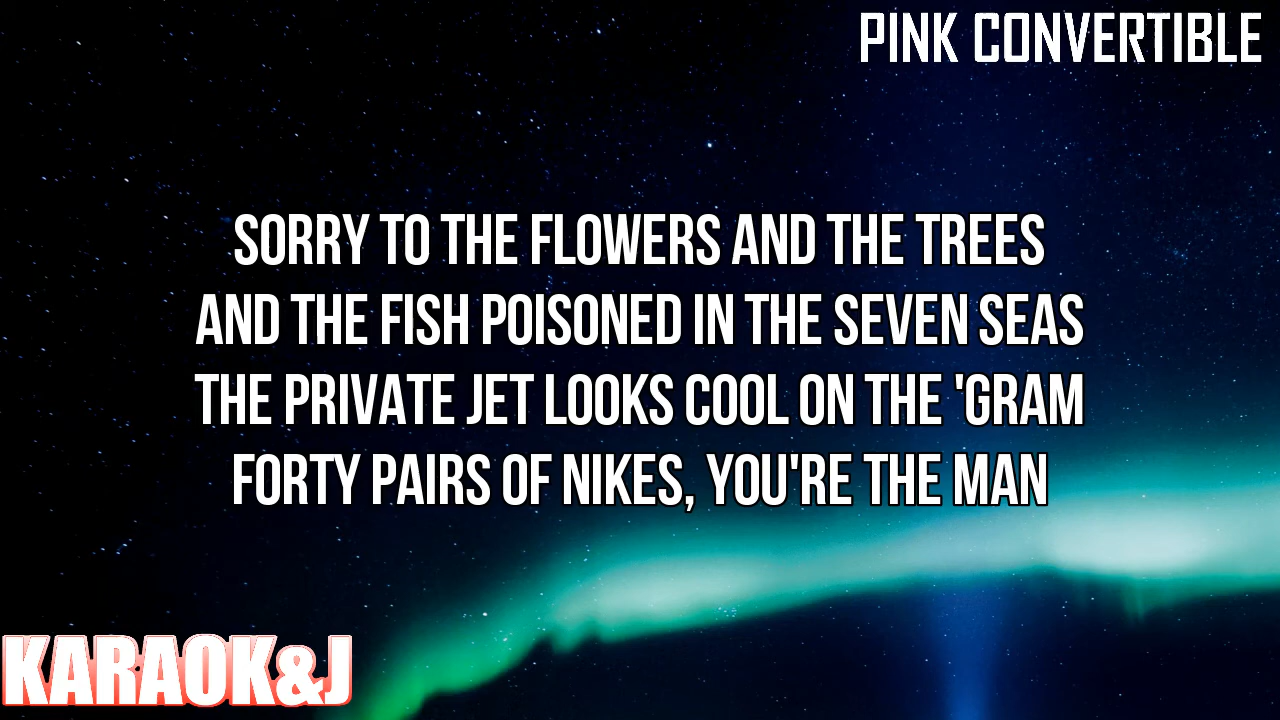 PINK CONVERTIBLE
SORRY TO THE FLOWERS AND THE TREES
AND THE FISH POISONED IN THE SEVEN SEAS
THE PRIVATE JET LOOKS COOL ON THE 'GRAM
FORTY PAIRS OF NIKES, YOU'RE THE MAN
KARAOK&J